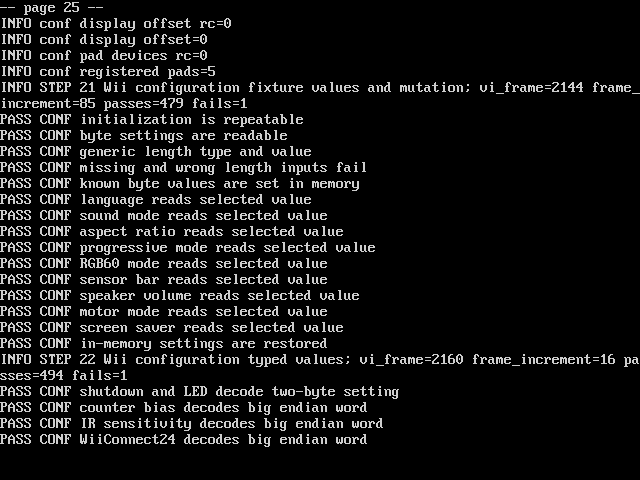 -- page 25 --
INFO conf display offset rc=0
INFO conf display offset=0
INFO conf pad devices rc=0
INFO conf registered pads=5
INFO STEP 21 Wii configuration fixture values and mutation; vi_frame=2144 frame_
increment=85 passes=479 fails=1
PASS CONF initialization is repeatable
PASS CONF byte settings are readable
PASS CONF generic length type and value
PASS CONF missing and wrong length inputs fail
PASS CONF known byte values are set in memory
PASS CONF language reads selected value
PASS CONF sound mode reads selected value
PASS CONF aspect ratio reads selected value
PASS CONF progressive mode reads selected value
PASS CONF RGB60 mode reads selected value
PASS CONF sensor bar reads selected value
PASS CONF speaker volume reads selected value
PASS CONF motor mode reads selected value
PASS CONF screen saver reads selected value
PASS CONF in-memory settings are restored
INFO STEP 22 Wii configuration typed values; vi_frame=2160 frame_increment=16 pa
sses=494 fails=1
PASS CONF shutdown and LED decode two-byte setting
PASS CONF counter bias decodes big endian word
PASS CONF IR sensitivity decodes big endian word
PASS CONF WiiConnect24 decodes big endian word